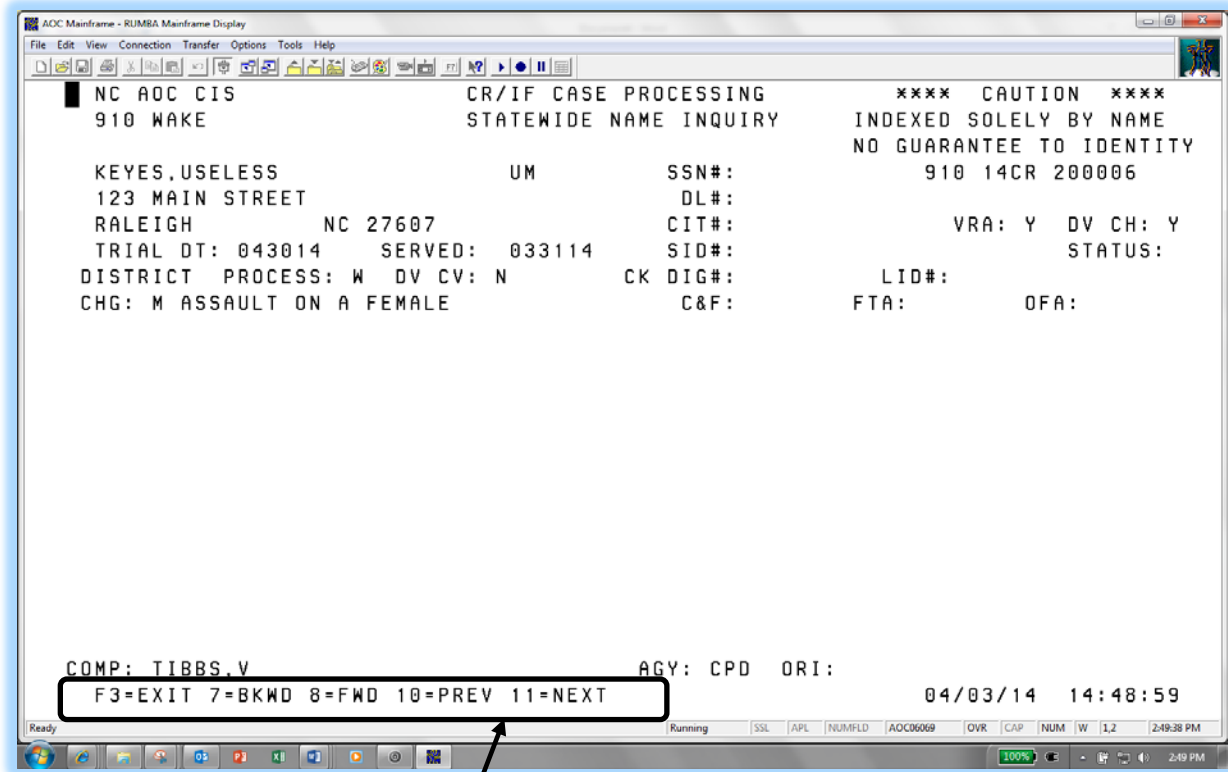 AOC Mainframe - RUMBA Mainframe Display
File Edit View Connection Transfer Options Tools Help
NC AOC CIS CR/IF CASE PROCESSING **** CAUTION ****
910 WAKE STATEWIDE NAME INQUIRY INDEXED SOLELY BY NAME
NO GUARANTEE TO IDENTITY
KEYES,USELESS UM SSN#: 910 14CR 200006
123 MAIN STREET DL#:
RALEIGH NC 27607 CIT#: VRA: Y DV CH: Y
TRIAL DT: 043014 SERVED: 033114 SID#: STATUS:
DISTRICT PROCESS: W DV CV: N CK DIG#: LID#:
CHG: M ASSAULT ON A FEMALE C&F: FTA: OFA:
COMP: TIBBS,V AGY: CPD ORI:
F3=EXIT 7=BKWD 8=FWD 10=PREV 11=NEXT 04/03/14 14:48:59
Ready Running SSL APL NUMFLD AOC06069 OVR CAP NUM W 1,2 2:49:38 PM
100% 2:49 PM